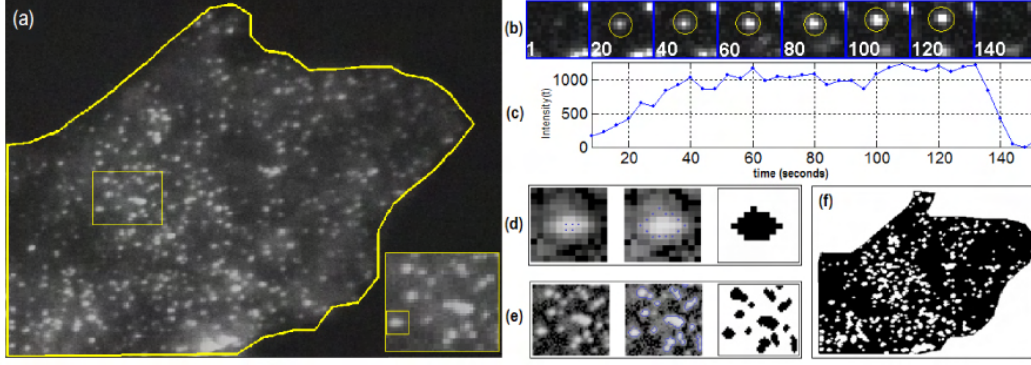 (a)
(b)
1 20 40 60 80 100 120 140
(c)
Intensity(t)
1000
500
0
20 40 60 80 100 120 140
time (seconds)
(d)
(e)
(f)